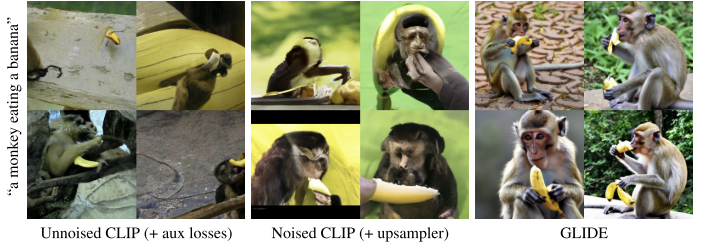 “a monkey eating a banana”
Unnoised CLIP (+ aux losses)
Noised CLIP (+ upsampler)
GLIDE